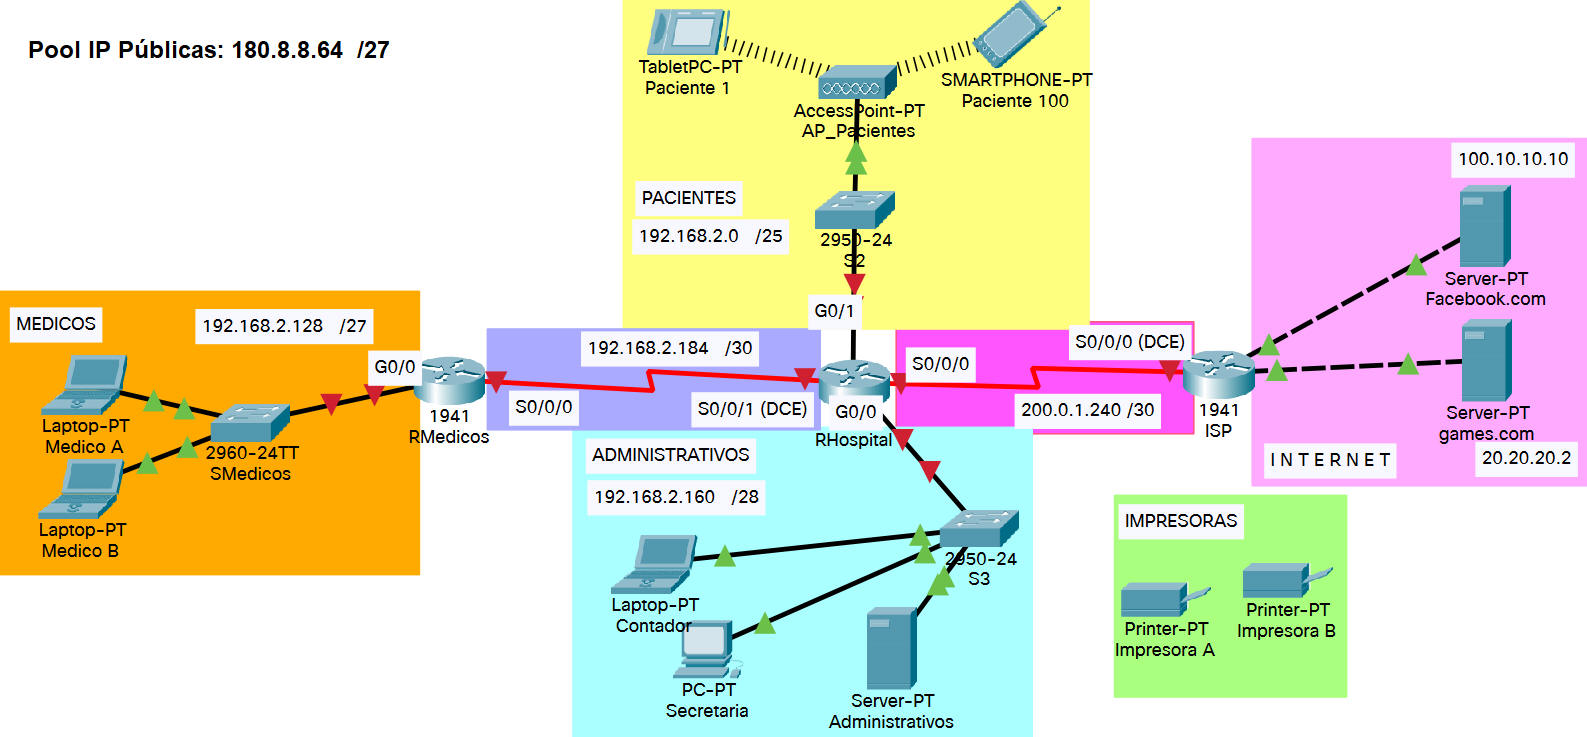 Pool IP Públicas: 180.8.8.64 /27
TabletPC-PT
Paciente 1
SMARTPHONE-PT
Paciente 100
AccessPoint-PT
AP_Pacientes
PACIENTES
192.168.2.0 /25
2950-24
S2
G0/1
100.10.10.10
Server-PT
Facebook.com
Server-PT
games.com
20.20.20.2
I N T E R N E T
MEDICOS
192.168.2.128 /27
G0/0
Laptop-PT
Medico A
2960-24TT
SMedicos
Laptop-PT
Medico B
1941
RMedicos
192.168.2.184 /30
S0/0/0
S0/0/1 (DCE)
G0/0
RHospital
S0/0/0
S0/0/0 (DCE)
200.0.1.240 /30
1941
ISP
ADMINISTRATIVOS
192.168.2.160 /28
2950-24
S3
Laptop-PT
Contador
PC-PT
Secretaria
Server-PT
Administrativos
IMPRESORAS
Printer-PT
Impresora A
Printer-PT
Impresora B